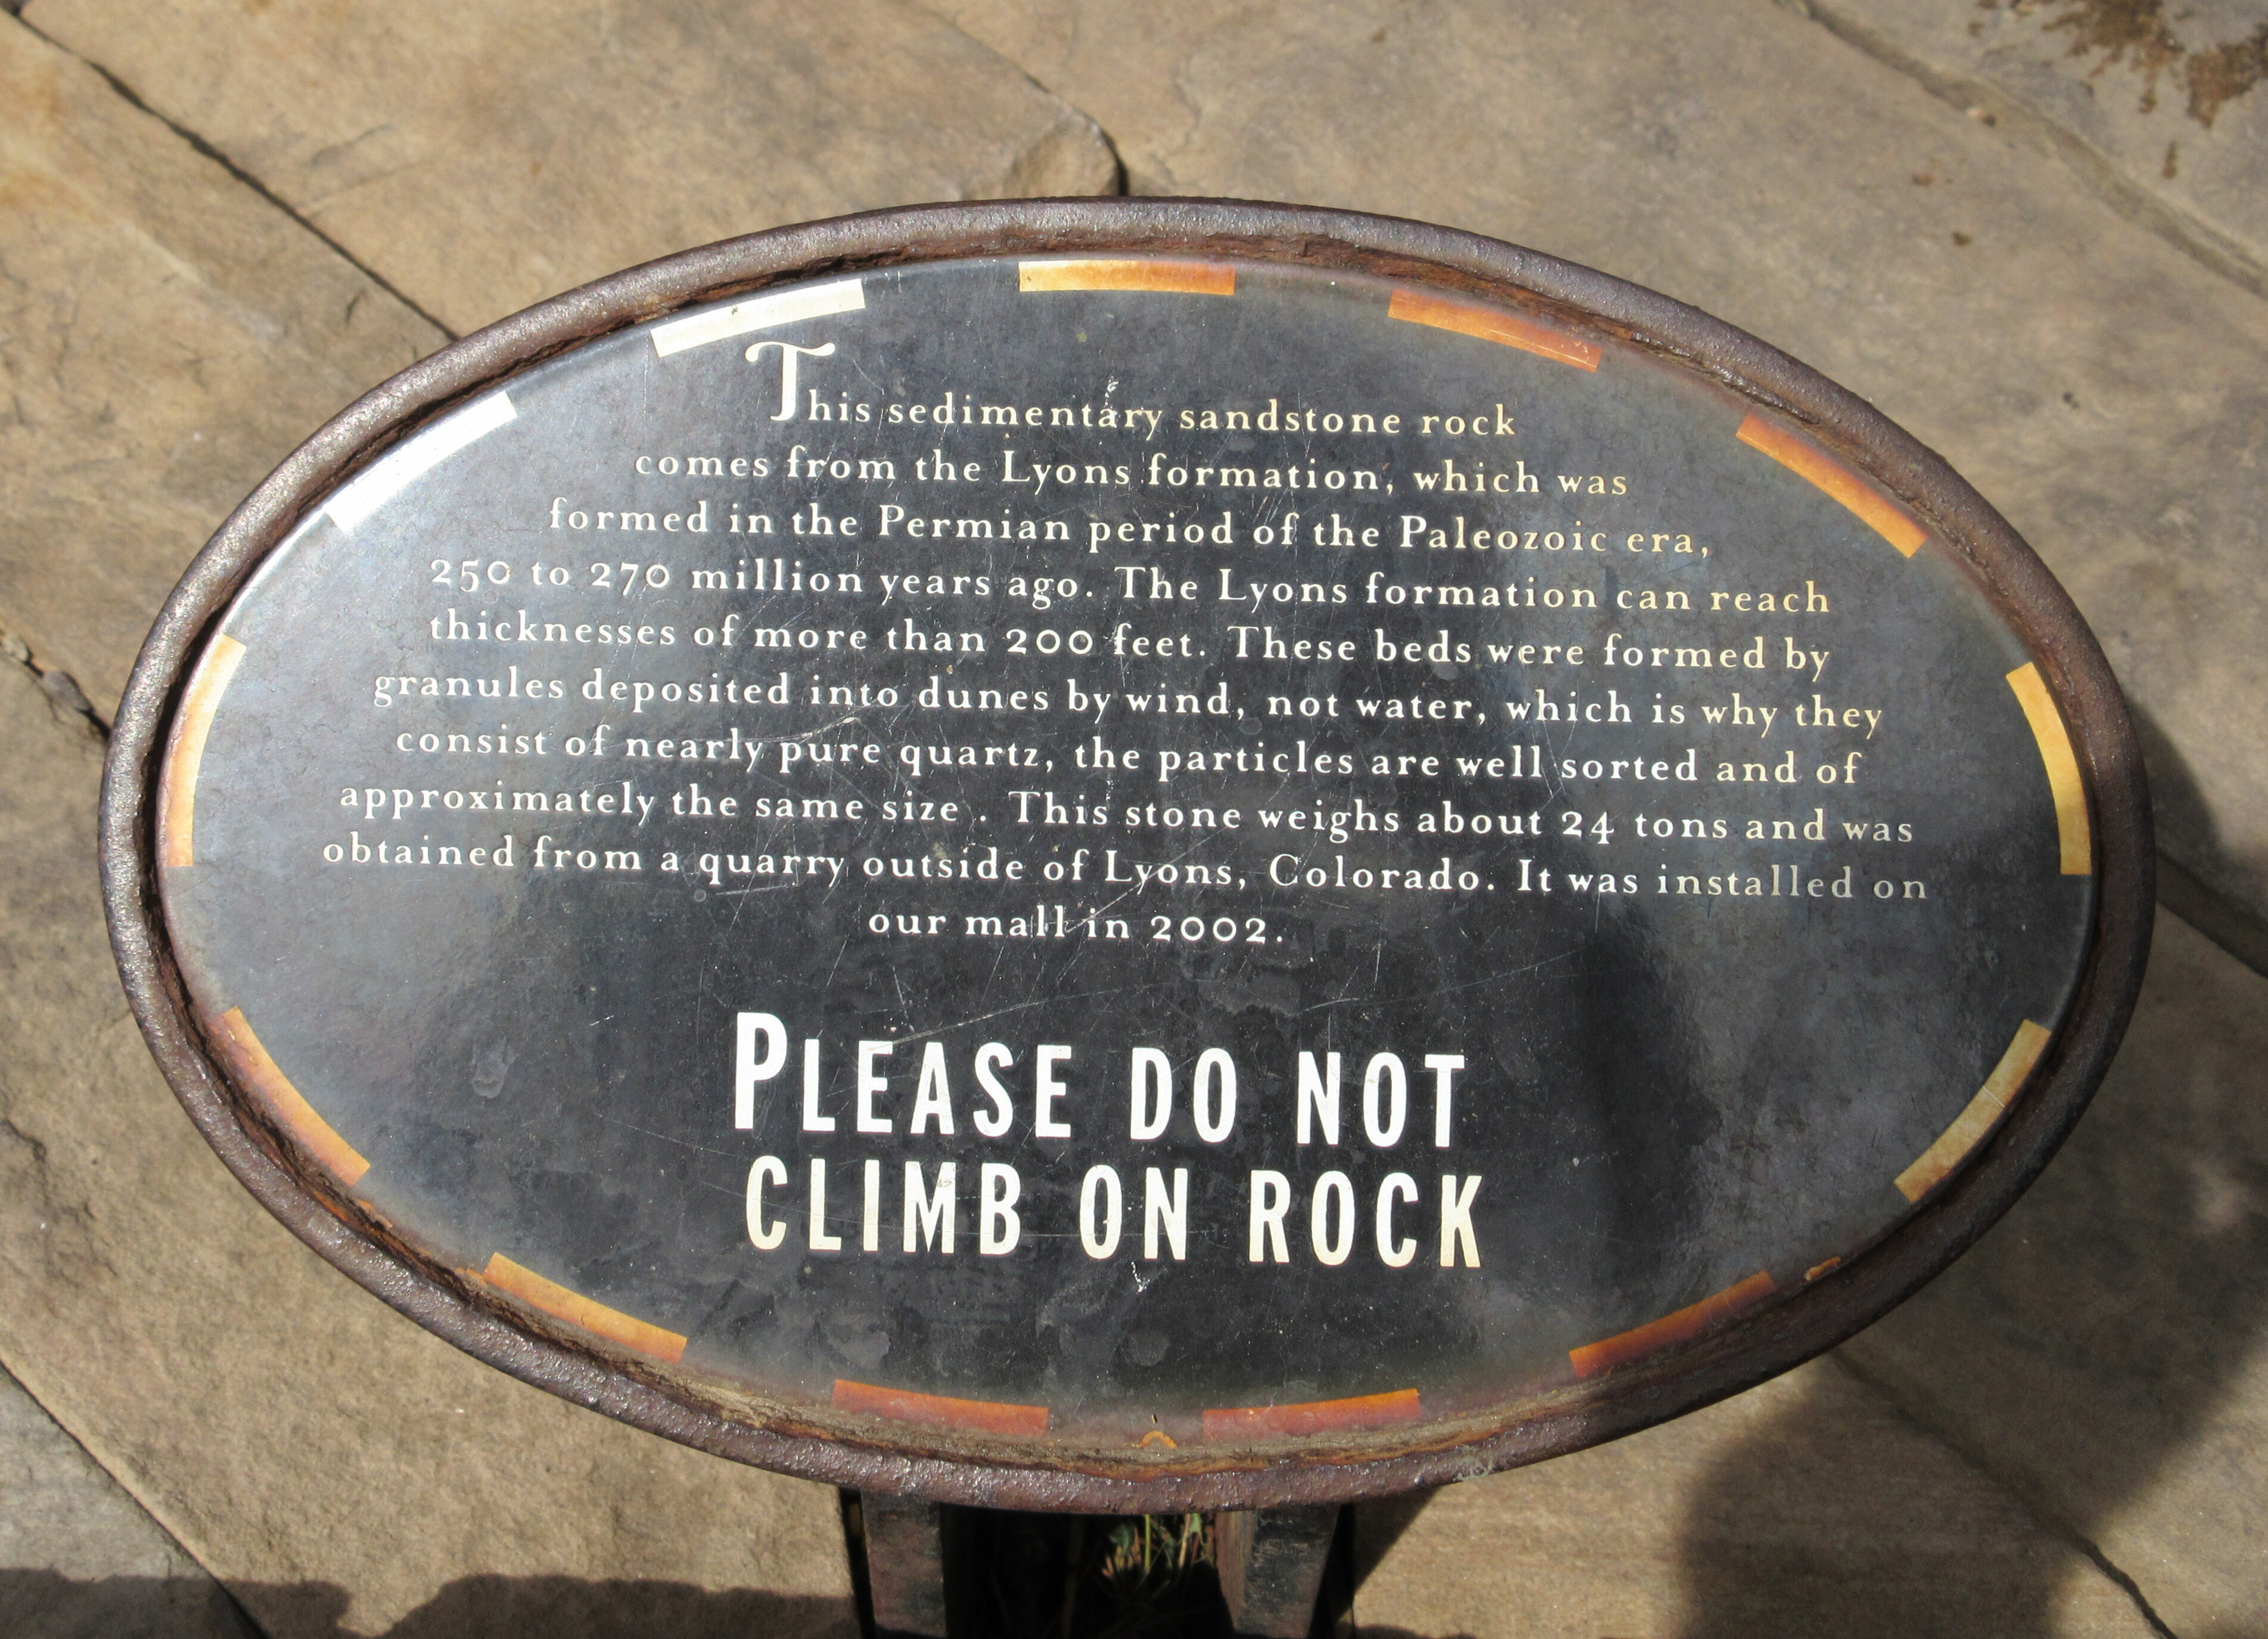 This sedimentary sandstone rock
comes from the Lyons formation, which was
formed in the Permian period of the Paleozoic era,
250 to 270 million years ago. The Lyons formation can reach
thicknesses of more than 200 feet. These beds were formed by
granules deposited into dunes by wind, not water, which is why they
consist of nearly pure quartz, the particles are well sorted and of
approximately the same size . This stone weighs about 24 tons and was
obtained from a quarry outside of Lyons, Colorado. It was installed on
our mall in 2002.
PLEASE DO NOT
CLIMB ON ROCK